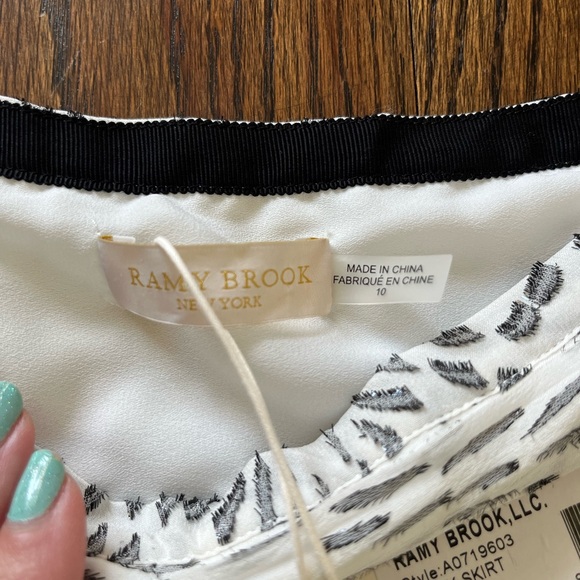 RAMY BROOK
NEW YORK
MADE IN CHINA
FABRIQUÉ EN CHINE
10
RAMY BROOK,LLC.
Style:A0719603
SKIRT